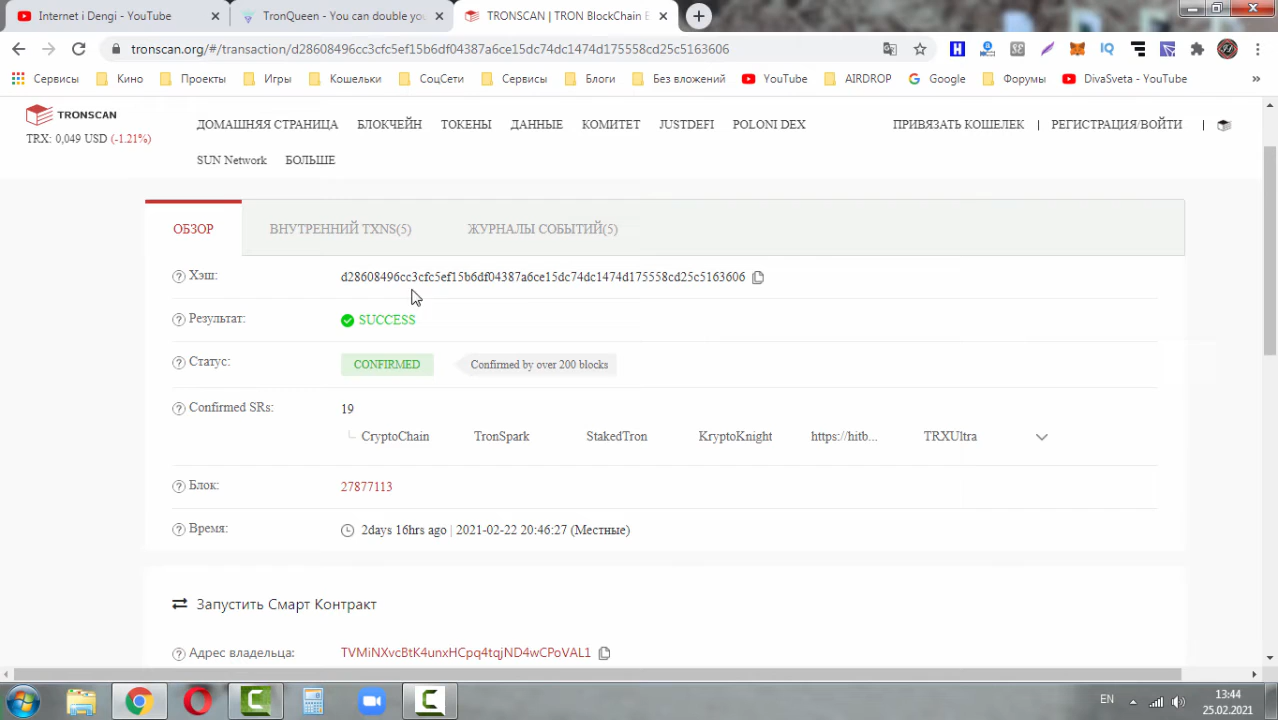 Internet i Dengi - YouTube
TronQueen - You can double you
TRONSCAN | TRON BlockChain E
tronscan.org/#/transaction/d28608496cc3cfc5ef15b6df04387a6ce15dc74dc1474d175558cd25c5163606
Сервисы Кино Проекты Игры Кошельки СоцСети Сервисы Блоги Без вложений YouTube AIRDROP Google Форумы DivaSveta - YouTube »
TRONSCAN
TRX: 0,049 USD (-1.21%)
ДОМАШНЯЯ СТРАНИЦА БЛОКЧЕЙН ТОКЕНЫ ДАННЫЕ КОМИТЕТ JUSTDEFI POLONI DEX ПРИВЯЗАТЬ КОШЕЛЕК | РЕГИСТРАЦИЯ/ВОЙТИ |
SUN Network БОЛЬШЕ
ОБЗОР ВНУТРЕННИЙ TXNS(5) ЖУРНАЛЫ СОБЫТИЙ(5)
Хэш: d28608496cc3cfc5ef15b6df04387a6ce15dc74dc1474d175558cd25c5163606
Результат: SUCCESS
Статус: CONFIRMED Confirmed by over 200 blocks
Confirmed SRs: 19
CryptoChain TronSpark StakedTron KryptoKnight https://hitb... TRXUltra
Блок: 27877113
Время: 2days 16hrs ago | 2021-02-22 20:46:27 (Местные)
Запустить Смарт Контракт
Адрес владельца: TVMiNXvcBtK4unxHCpq4tqjND4wCPoVAL1
EN
13:44
25.02.2021